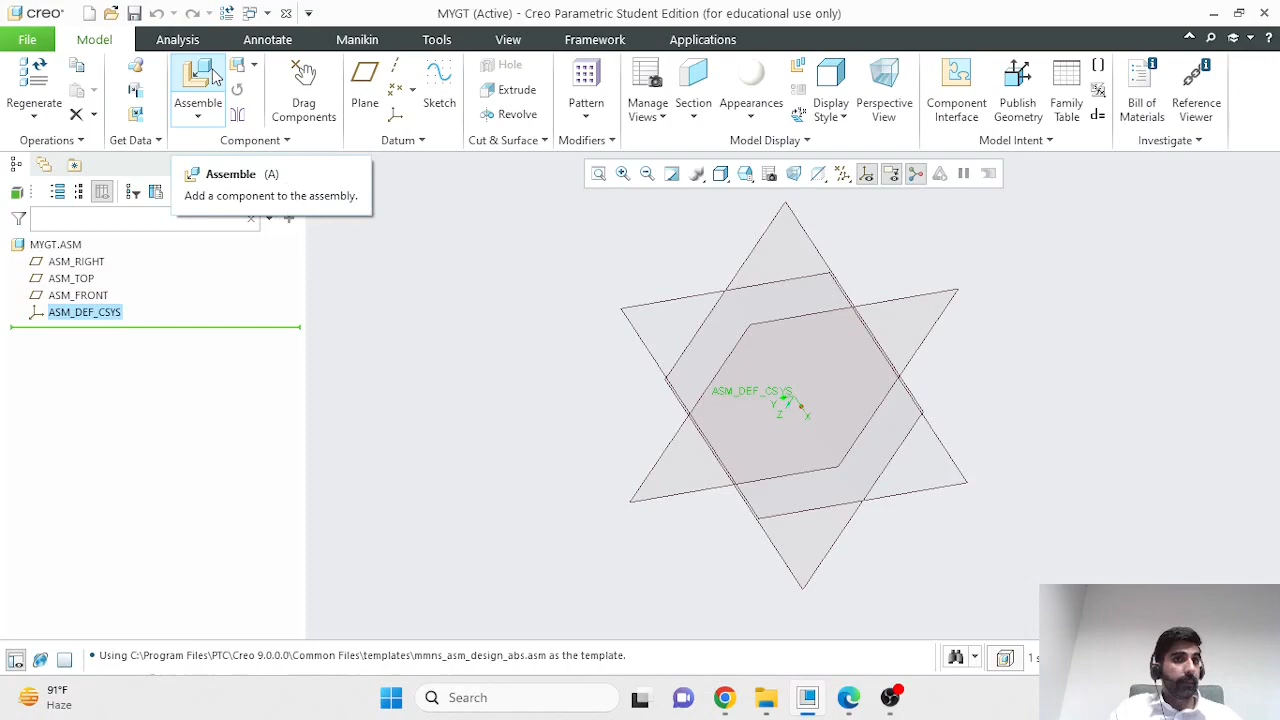 creo
MYGT (Active) - Creo Parametric Student Edition (for educational use only)
File
Model
Analysis
Annotate
Manikin
Tools
View
Framework
Applications
Regenerate
Operations
Get Data
Assemble
Drag Components
Component
Plane
Sketch
Datum
Hole
Extrude
Revolve
Cut & Surface
Pattern
Modifiers
Manage Views
Section
Appearances
Display Style
Perspective View
Model Display
Component Interface
Publish Geometry
Family Table
Model Intent
Bill of Materials
Reference Viewer
Investigate
Assemble (A)
Add a component to the assembly.
MYGT.ASM
ASM_RIGHT
ASM_TOP
ASM_FRONT
ASM_DEF_CSYS
ASM_DEF_CSYS
Y
Z
X
• Using C:\Program Files\PTC\Creo 9.0.0.0\Common Files\templates\mmns_asm_design_abs.asm as the template.
1 s
91°F
Haze
Search